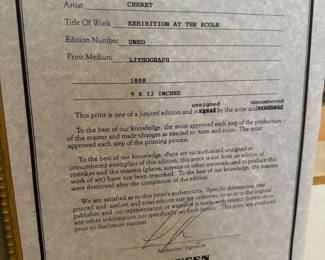 Artist CHERET
Title Of Work EXHIBITION AT THE ECOLE
Edition Number UNKO
Print Medium LITHOGRAPH
1888
9 X 12 INCHES
unsigned unnumbered
This print is one of a limited edition and is by the artist and
To the best of our knowledge, the artist approved each step of the production
of the master and made changes as needed to form and color. The artist
approved each step of the printing process.
To the best of our knowledge, there are no authorized unsigned or
unnumbered exemplars of this edition; this print is not from an edition of
restrikes and the masters (plates, screens or other materials used to produce this
work of art) have not been reworked. To the best of our knowledge, the masters
were destroyed after the completion of the edition.
We are satisfied as to this print's authenticity. Specific dimensions, year
printed and atelier, and total edition size are unknown to us or to the original
publisher and no representation or warranty is made with respect thereto or to
any other information not specifically set forth herein. This print was produced
prior to disclosure statutes.
Authorized Signature